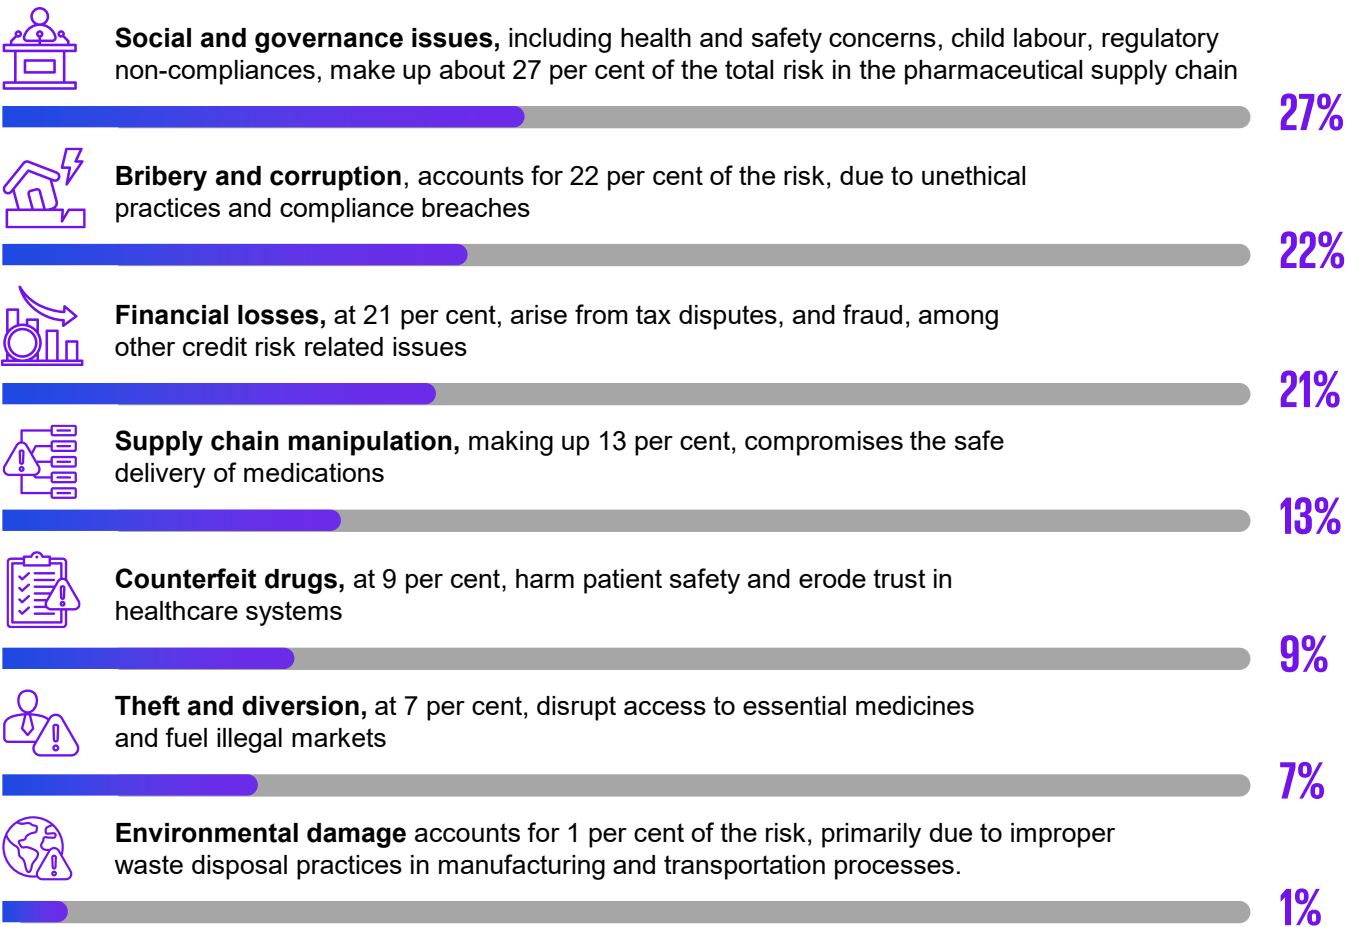 Social and governance issues, including health and safety concerns, child labour, regulatory
non-compliances, make up about 27 per cent of the total risk in the pharmaceutical supply chain
27%
Bribery and corruption, accounts for 22 per cent of the risk, due to unethical
practices and compliance breaches
22%
Financial losses, at 21 per cent, arise from tax disputes, and fraud, among
other credit risk related issues
21%
Supply chain manipulation, making up 13 per cent, compromises the safe
delivery of medications
13%
Counterfeit drugs, at 9 per cent, harm patient safety and erode trust in
healthcare systems
9%
Theft and diversion, at 7 per cent, disrupt access to essential medicines
and fuel illegal markets
7%
Environmental damage accounts for 1 per cent of the risk, primarily due to improper
waste disposal practices in manufacturing and transportation processes.
1%